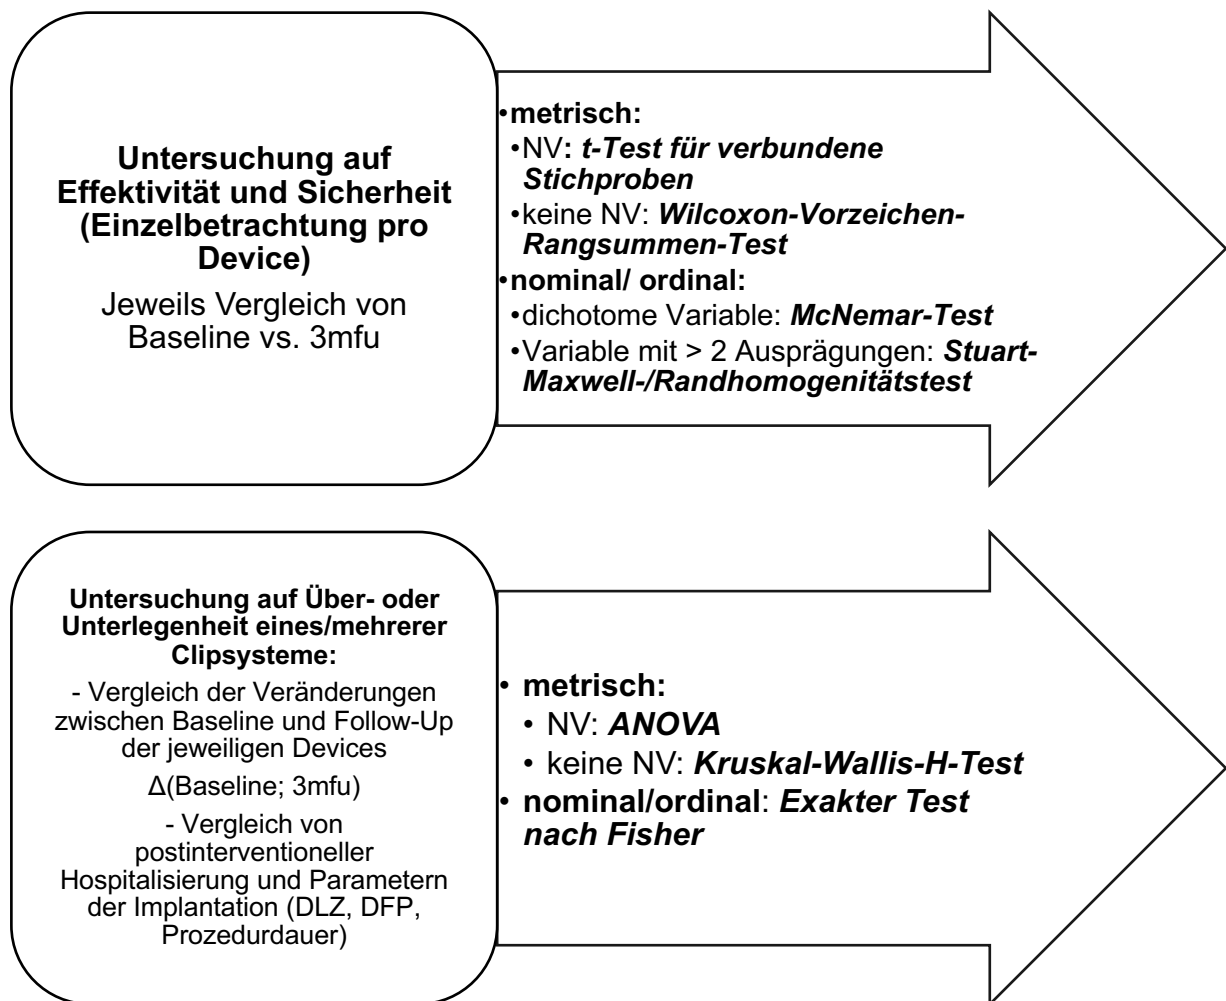 Untersuchung auf
Effektivität und Sicherheit
(Einzelbetrachtung pro
Device)
Jeweils Vergleich von
Baseline vs. 3mfu
•metrisch:
•NV: t-Test für verbundene
Stichproben
•keine NV: Wilcoxon-Vorzeichen-
Rangsummen-Test
•nominal/ ordinal:
•dichotome Variable: McNemar-Test
•Variable mit > 2 Ausprägungen: Stuart-
Maxwell-/Randhomogenitätstest
Untersuchung auf Über- oder
Unterlegenheit eines/mehrerer
Clipsysteme:
- Vergleich der Veränderungen
zwischen Baseline und Follow-Up
der jeweiligen Devices
Δ(Baseline; 3mfu)
- Vergleich von
postinterventioneller
Hospitalisierung und Parametern
der Implantation (DLZ, DFP,
Prozedurdauer)
• metrisch:
• NV: ANOVA
• keine NV: Kruskal-Wallis-H-Test
• nominal/ordinal: Exakter Test
nach Fisher